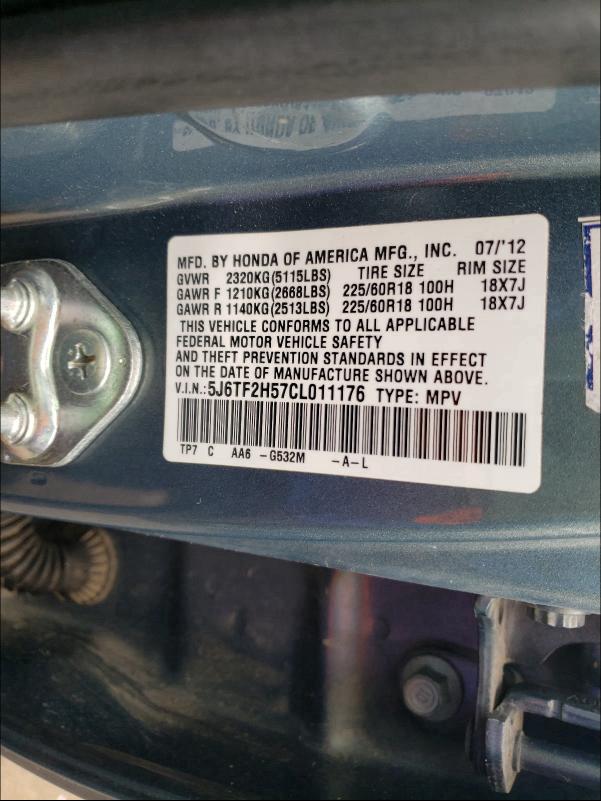 MFD. BY HONDA OF AMERICA MFG., INC. 07/'12
GVWR 2320KG(5115LBS) TIRE SIZE RIM SIZE
GAWR F 1210KG(2668LBS) 225/60R18 100H 18X7J
GAWR R 1140KG(2513LBS) 225/60R18 100H 18X7J
THIS VEHICLE CONFORMS TO ALL APPLICABLE
FEDERAL MOTOR VEHICLE SAFETY
AND THEFT PREVENTION STANDARDS IN EFFECT
ON THE DATE OF MANUFACTURE SHOWN ABOVE.
V.I.N.:5J6TF2H57CL011176 TYPE: MPV
TP7 C AA6 -G532M -A-L